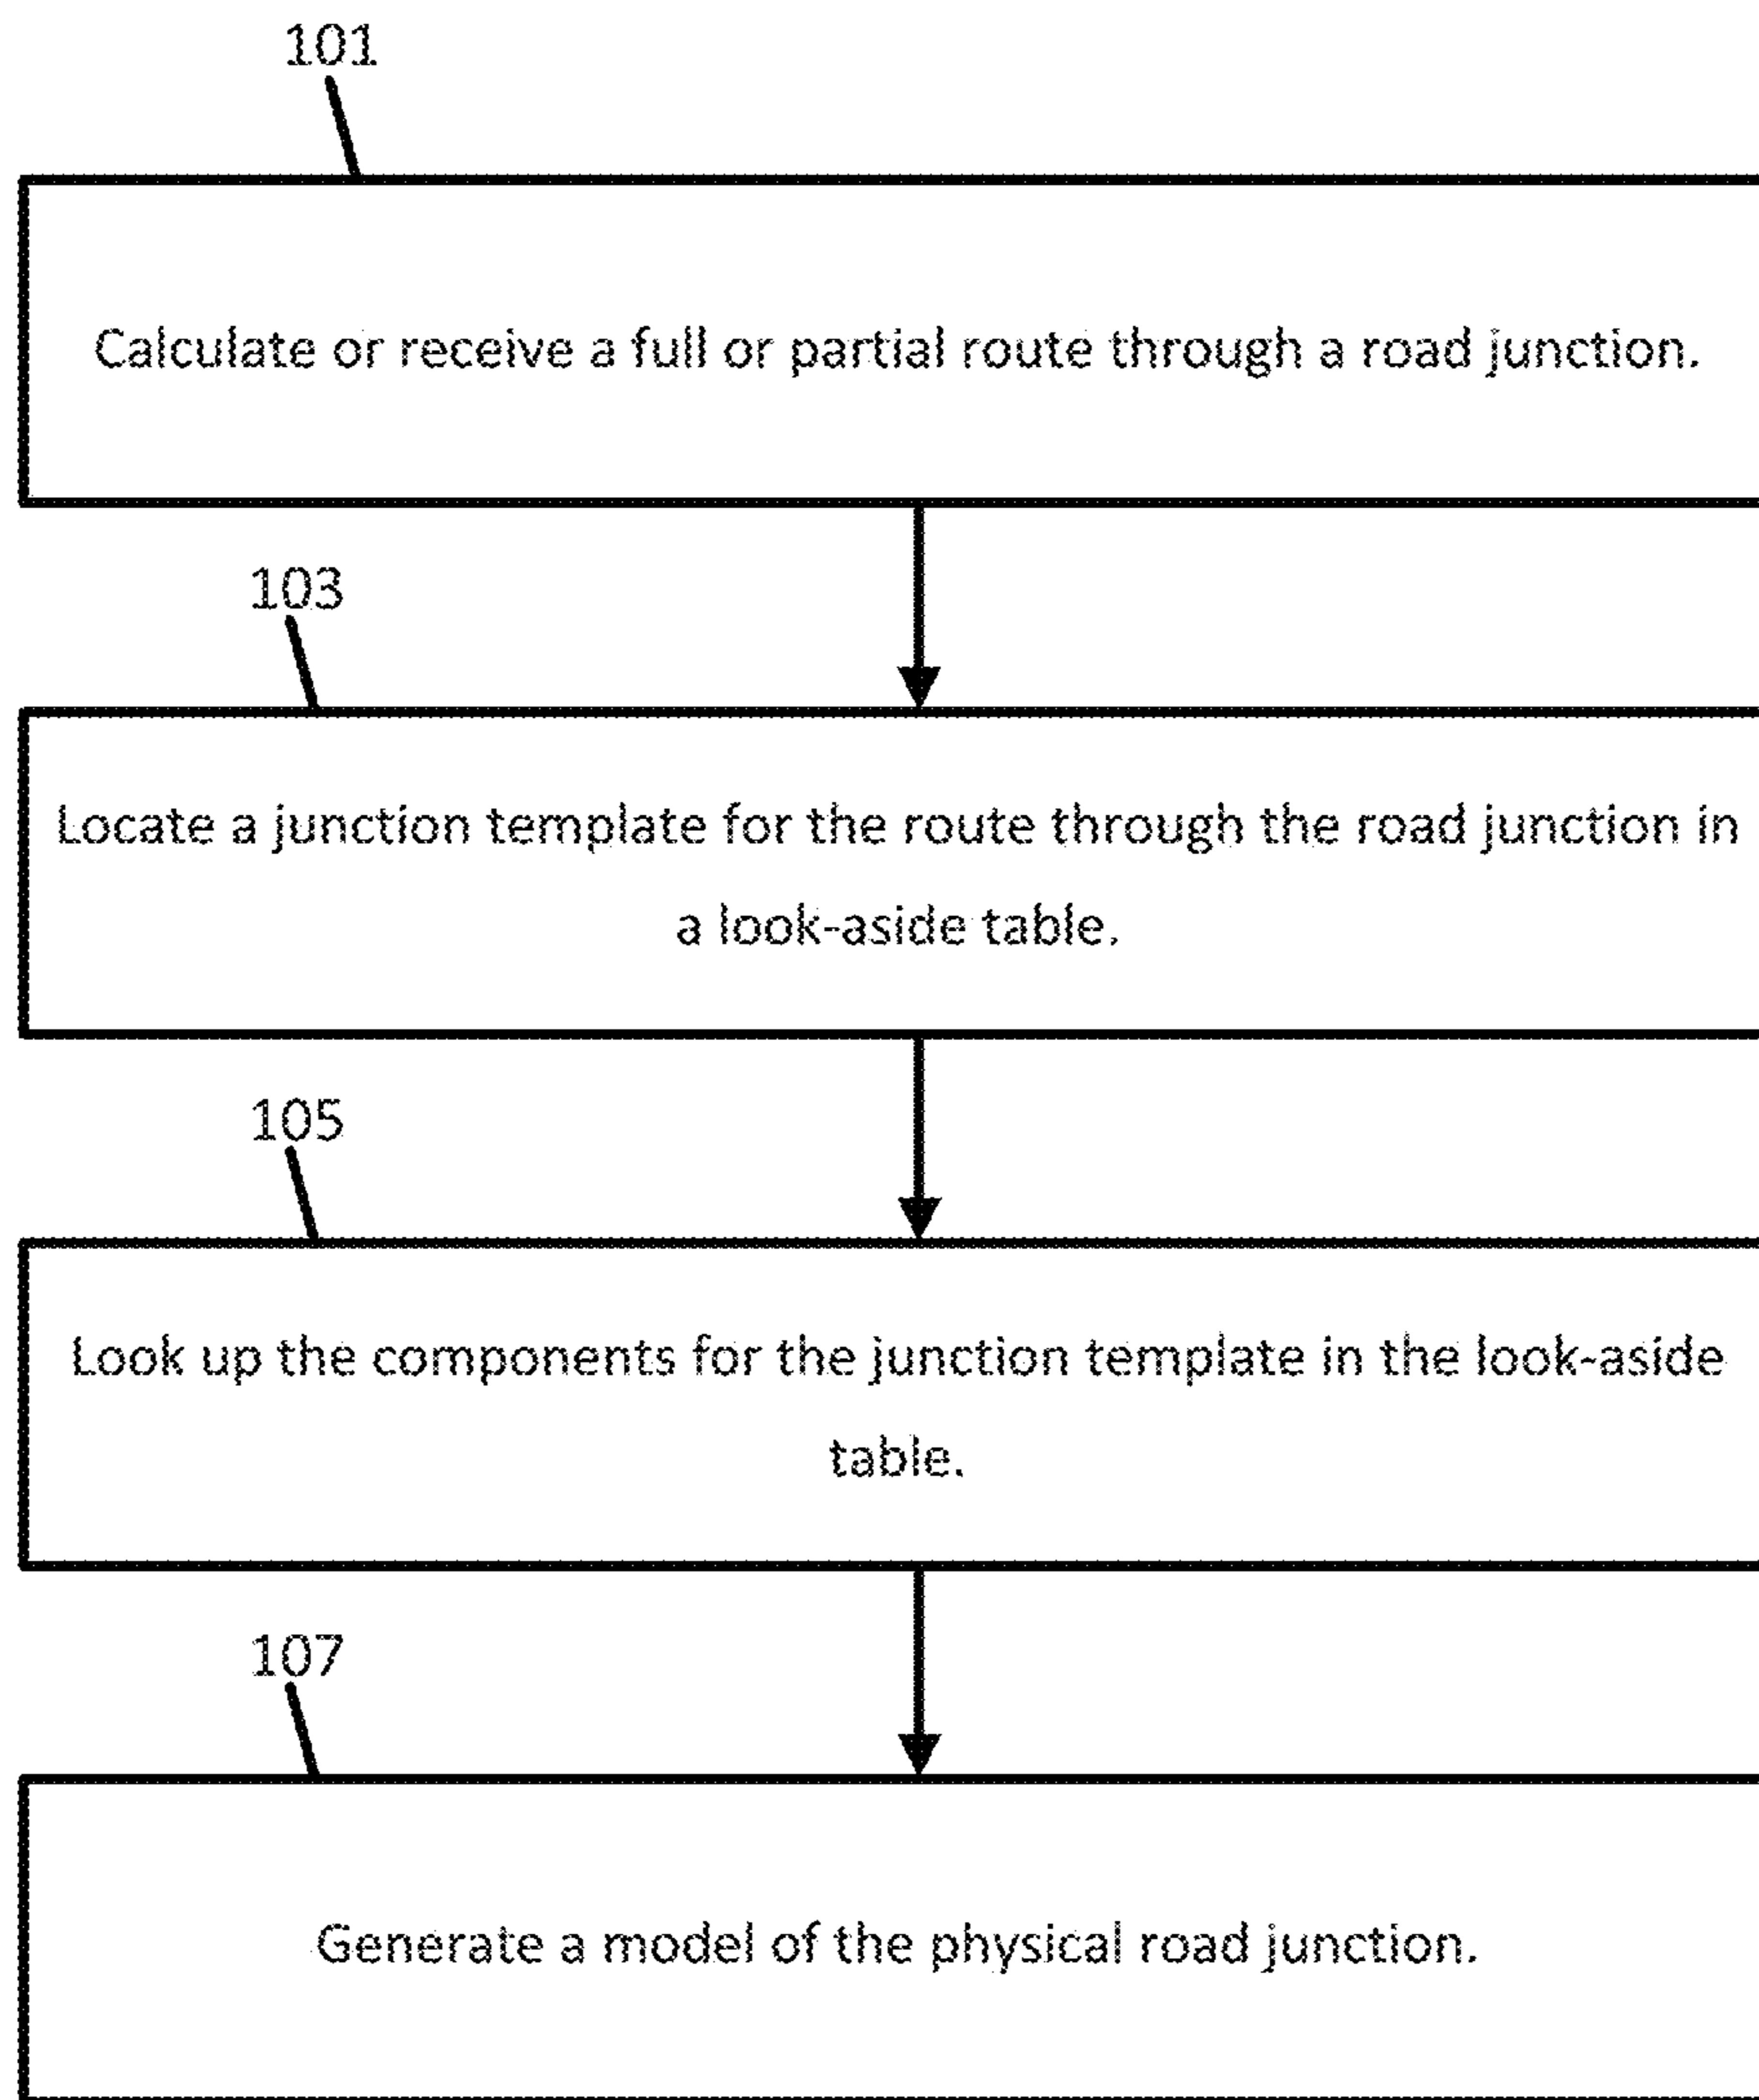 101
Calculate or receive a full or partial route through a road junction.
103
Locate a junction template for the route through the road junction in
a look-aside table.
105
Look up the components for the junction template in the look-aside
table.
107
Generate a model of the physical road junction.